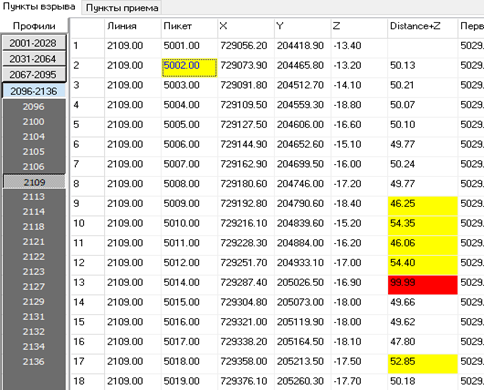 Пункты взрыва Пункты приема
Профили Линия Пикет X Y Z Distance+Z Перв
2001-2028
2031-2064
2067-2095
2096-2136
2096
2100
2104
2105
2106
2109
2113
2114
2118
2121
2122
2123
2127
2129
2131
2132
2134
2136
1 2109.00 5001.00 729056.20 204418.90 -13.40 5029.
2 2109.00 5002.00 729073.90 204465.80 -13.20 50.13 5029.
3 2109.00 5003.00 729091.80 204512.70 -14.10 50.21 5029.
4 2109.00 5004.00 729109.50 204559.30 -18.80 50.07 5029.
5 2109.00 5005.00 729127.50 204606.00 -16.60 50.10 5029.
6 2109.00 5006.00 729144.90 204652.60 -15.10 49.77 5029.
7 2109.00 5007.00 729162.90 204699.50 -16.00 50.24 5029.
8 2109.00 5008.00 729180.60 204746.00 -17.20 49.77 5029.
9 2109.00 5009.00 729192.80 204790.60 -18.40 46.25 5029.
10 2109.00 5010.00 729216.10 204839.60 -15.20 54.35 5029.
11 2109.00 5011.00 729228.30 204884.00 -16.20 46.06 5029.
12 2109.00 5012.00 729251.70 204933.10 -17.00 54.40 5029.
13 2109.00 5014.00 729287.40 205026.50 -16.90 99.99 5029.
14 2109.00 5015.00 729304.80 205073.00 -18.00 49.66 5029.
15 2109.00 5016.00 729321.00 205119.90 -18.00 49.62 5029.
16 2109.00 5017.00 729338.20 205164.50 -18.10 47.80 5029.
17 2109.00 5018.00 729358.00 205213.50 -17.50 52.85 5029.
18 2109.00 5019.00 729376.10 205260.30 -17.70 50.18 5029.